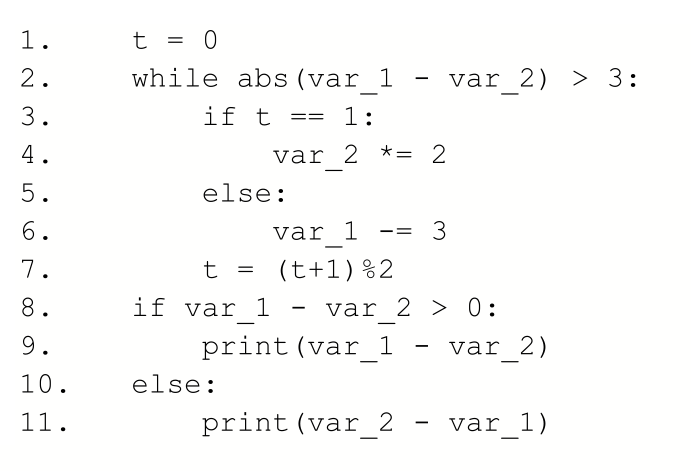 1. t = 0
2. while abs(var_1 - var_2) > 3:
3. if t == 1:
4. var_2 *= 2
5. else:
6. var_1 -= 3
7. t = (t+1)%2
8. if var_1 - var_2 > 0:
9. print(var_1 - var_2)
10. else:
11. print(var_2 - var_1)